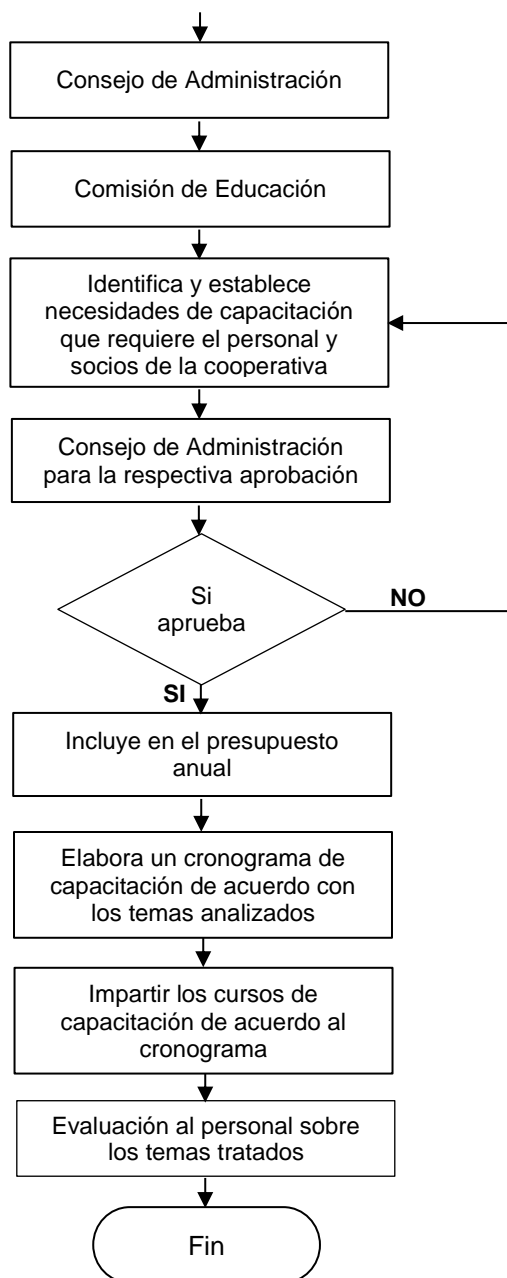 Consejo de Administración
Comisión de Educación
Identifica y establece
necesidades de capacitación
que requiere el personal y
socios de la cooperativa
Consejo de Administración
para la respectiva aprobación
Si
aprueba
NO
SI
Incluye en el presupuesto
anual
Elabora un cronograma de
capacitación de acuerdo con
los temas analizados
Impartir los cursos de
capacitación de acuerdo al
cronograma
Evaluación al personal sobre
los temas tratados
Fin